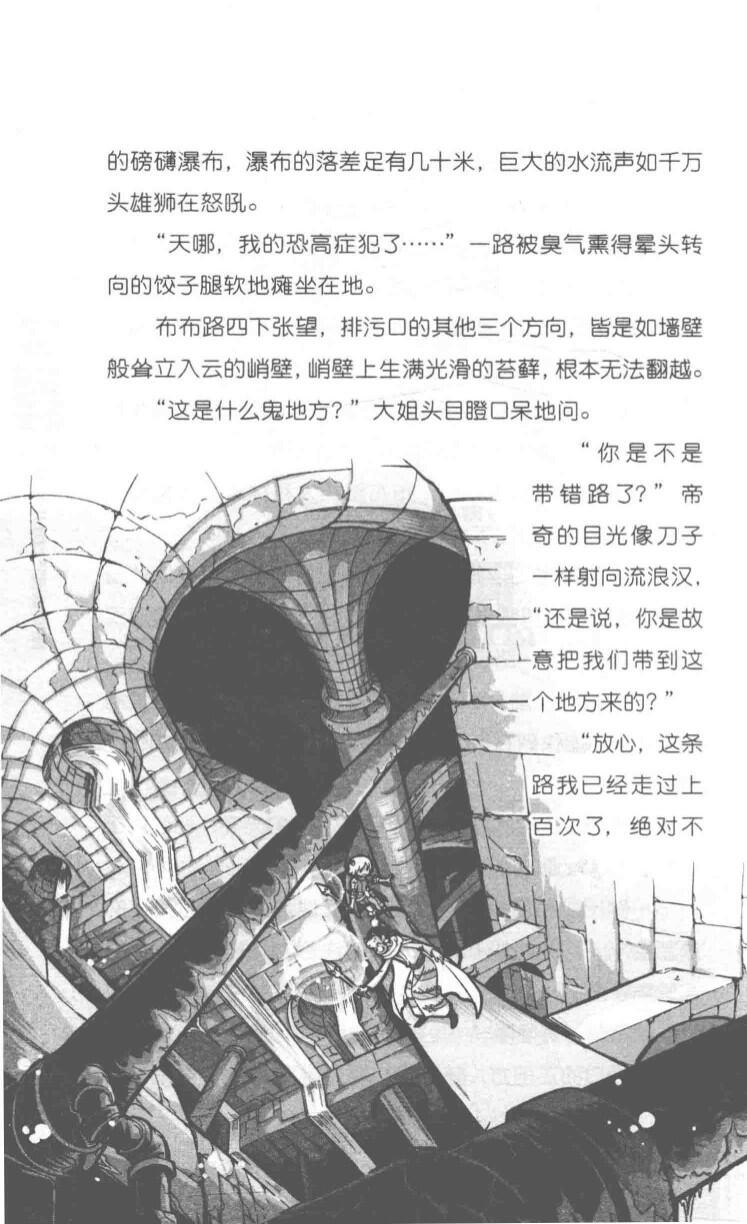 的磅礴瀑布，瀑布的落差足有几十米，巨大的水流声如千万
头雄狮在怒吼。
“天哪，我的恐高症犯了……”一路被臭气熏得晕头转
向的饺子腿软地瘫坐在地。
布布路四下张望，排污口的其他三个方向，皆是如墙壁
般耸立入云的峭壁，峭壁上生满光滑的苔藓，根本无法翻越。
“这是什么鬼地方？”大姐头目瞪口呆地问。
“你是不是
带错路了？”帝
奇的目光像刀子
一样射向流浪汉，
“还是说，你是故
意把我们带到这
个地方来的？”
“放心，这条
路我已经走过上
百次了，绝对不